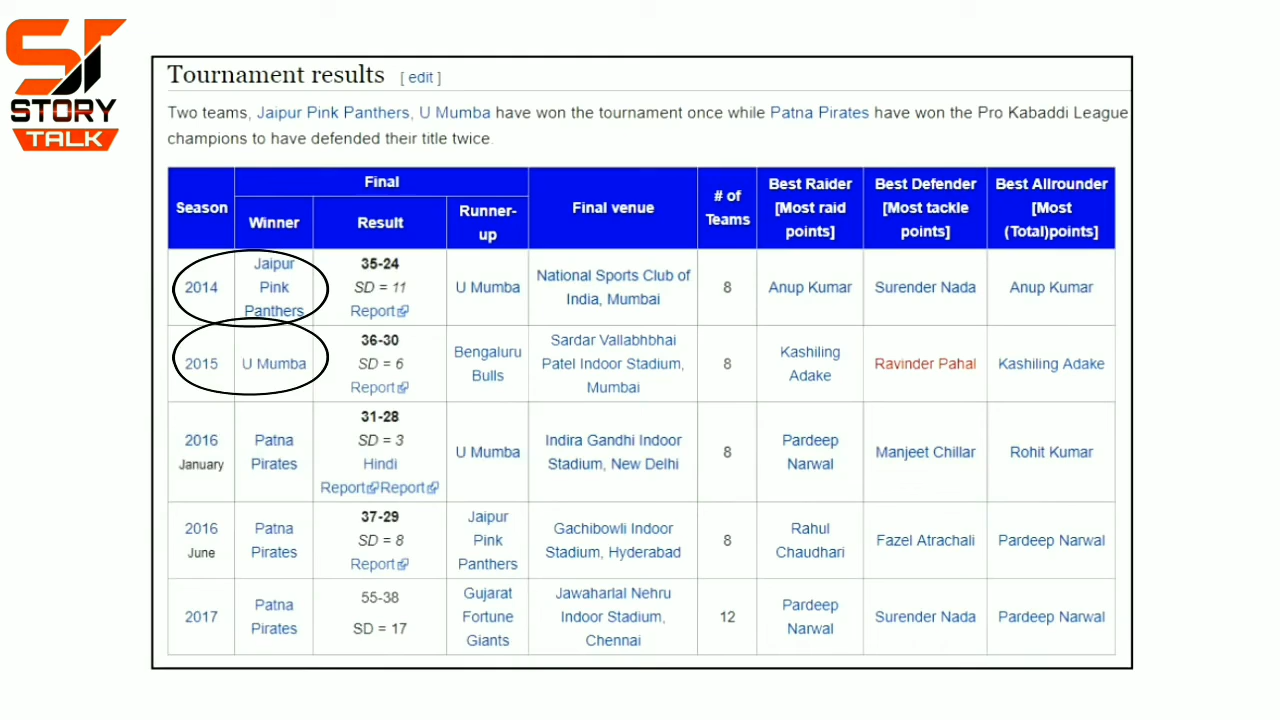 ST
STORY
TALK
Tournament results [ edit ]
Two teams, Jaipur Pink Panthers, U Mumba have won the tournament once while Patna Pirates have won the Pro Kabaddi League
champions to have defended their title twice.
Season
Final
Winner
Result
Runner-
up
Final venue
# of
Teams
Best Raider
[Most raid
points]
Best Defender
[Most tackle
points]
Best Allrounder
[Most
(Total)points]
2014
Jaipur
Pink
Panthers
35-24
SD = 11
Report
U Mumba
National Sports Club of
India, Mumbai
8
Anup Kumar
Surender Nada
Anup Kumar
2015
U Mumba
36-30
SD = 6
Report
Bengaluru
Bulls
Sardar Vallabhbhai
Patel Indoor Stadium,
Mumbai
8
Kashiling
Adake
Ravinder Pahal
Kashiling Adake
2016
January
Patna
Pirates
31-28
SD = 3
Hindi
ReportReport
U Mumba
Indira Gandhi Indoor
Stadium, New Delhi
8
Pardeep
Narwal
Manjeet Chillar
Rohit Kumar
2016
June
Patna
Pirates
37-29
SD = 8
Report
Jaipur
Pink
Panthers
Gachibowli Indoor
Stadium, Hyderabad
8
Rahul
Chaudhari
Fazel Atrachali
Pardeep Narwal
2017
Patna
Pirates
55-38
SD = 17
Gujarat
Fortune
Giants
Jawaharlal Nehru
Indoor Stadium,
Chennai
12
Pardeep
Narwal
Surender Nada
Pardeep Narwal